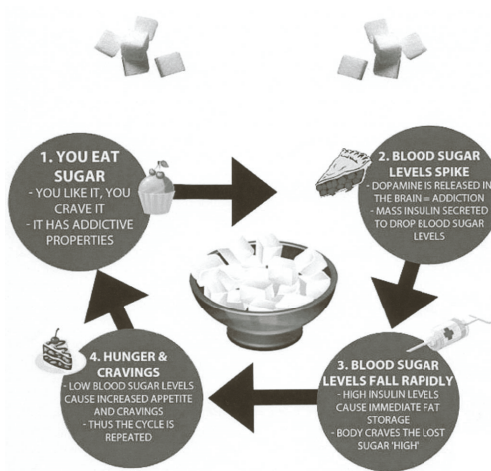 1. YOU EAT
SUGAR
- YOU LIKE IT, YOU
CRAVE IT
- IT HAS ADDICTIVE
PROPERTIES
2. BLOOD SUGAR
LEVELS SPIKE
- DOPAMINE IS RELEASED IN
THE BRAIN = ADDICTION
- MASS INSULIN SECRETED
TO DROP BLOOD SUGAR
LEVELS
3. BLOOD SUGAR
LEVELS FALL RAPIDLY
- HIGH INSULIN LEVELS
CAUSE IMMEDIATE FAT
STORAGE
- BODY CRAVES THE LOST
SUGAR 'HIGH'
4. HUNGER &
CRAVINGS
- LOW BLOOD SUGAR LEVELS
CAUSE INCREASED APPETITE
AND CRAVINGS
- THUS THE CYCLE IS
REPEATED